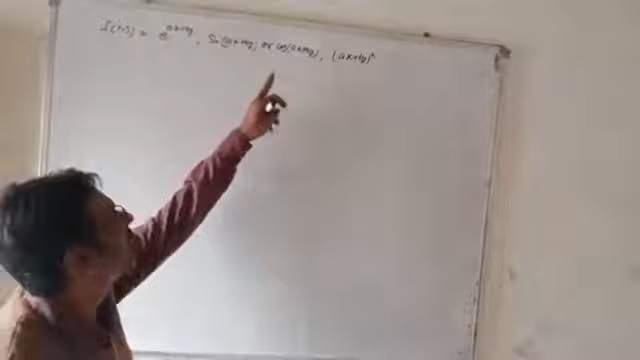 f(x,y) = e^{ax+by}, Sin(ax+by) or Cos(ax+by), (ax+by)^n